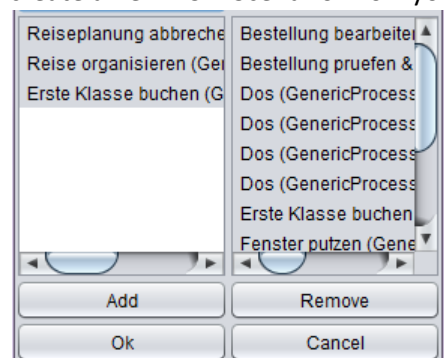 Reiseplanung abbreche
Reise organisieren (Ger
Erste Klasse buchen (G
Bestellung bearbeiten
Bestellung pruefen &
Dos (GenericProcess
Dos (GenericProcess
Dos (GenericProcess
Dos (GenericProcess
Erste Klasse buchen
Fenster putzen (Gene
Add
Remove
Ok
Cancel